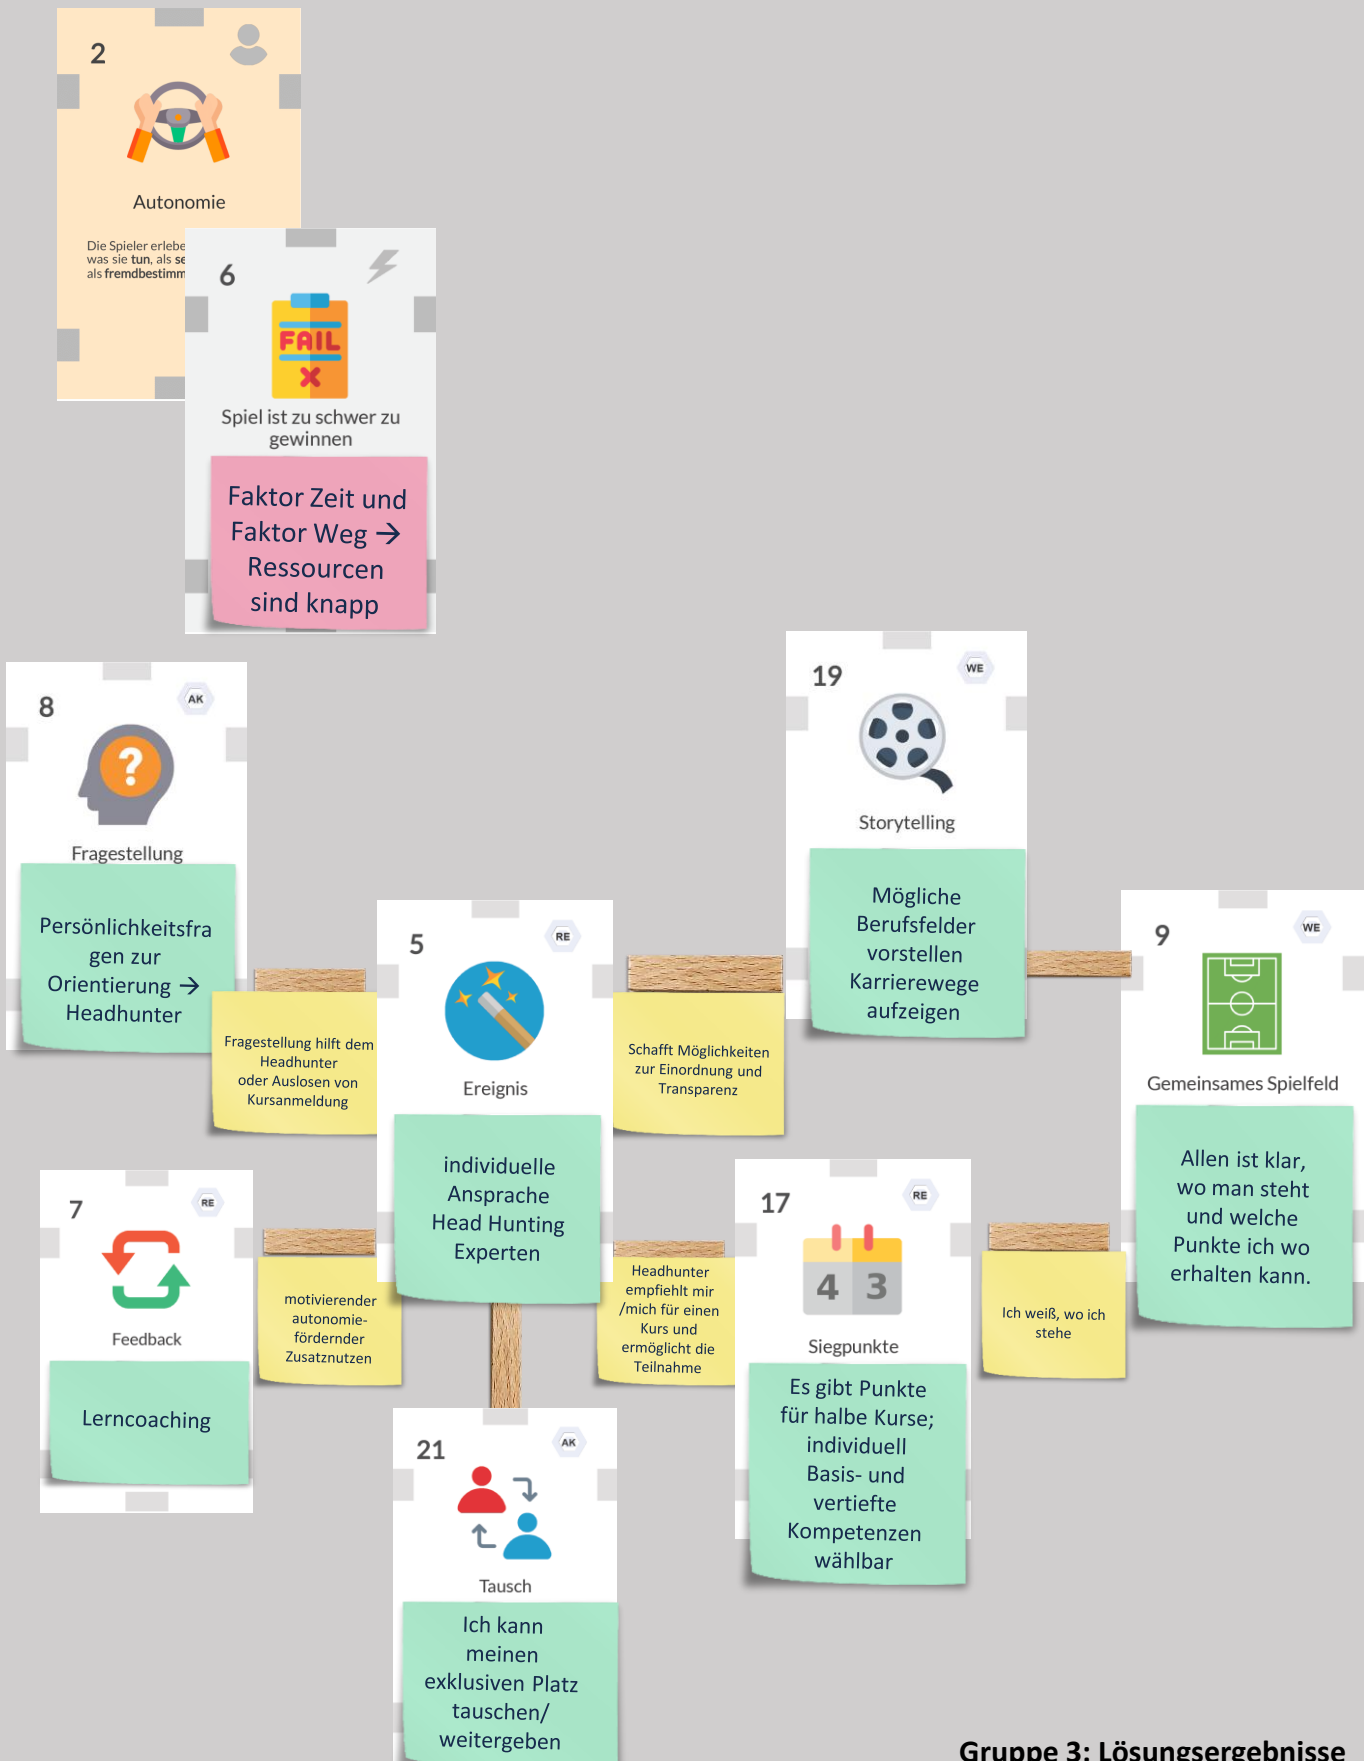 2
Autonomie
Die Spieler erlebe
was sie tun, als se
als fremdbestimm
6
FAIL
Spiel ist zu schwer zu
gewinnen
Faktor Zeit und
Faktor Weg →
Ressourcen
sind knapp
8
AK
Fragestellung
Persönlichkeitsfra
gen zur
Orientierung →
Headhunter
Fragestellung hilft dem
Headhunter
oder Auslosen von
Kursanmeldung
5
RE
Ereignis
individuelle
Ansprache
Head Hunting
Experten
19
WE
Storytelling
Mögliche
Berufsfelder
vorstellen
Karrierewege
aufzeigen
Schafft Möglichkeiten
zur Einordnung und
Transparenz
9
WE
Gemeinsames Spielfeld
Allen ist klar,
wo man steht
und welche
Punkte ich wo
erhalten kann.
7
RE
Feedback
Lerncoaching
motivierender
autonomie-
fördernder
Zusatznutzen
Headhunter
empfiehlt mir
/mich für einen
Kurs und
ermöglicht die
Teilnahme
17
RE
4 3
Siegpunkte
Es gibt Punkte
für halbe Kurse;
individuell
Basis- und
vertiefte
Kompetenzen
wählbar
Ich weiß, wo ich
stehe
21
AK
Tausch
Ich kann
meinen
exklusiven Platz
tauschen/
weitergeben
Gruppe 3: Lösungsergebnisse